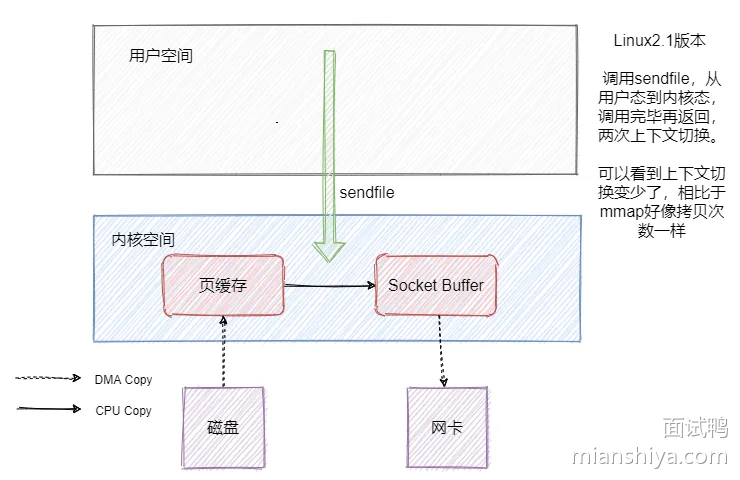 用户空间
Linux2.1版本
调用sendfile，从
用户态到内核态，
调用完毕再返回，
两次上下文切换。
可以看到上下文切
换变少了，相比于
mmap好像拷贝次
数一样
sendfile
内核空间
页缓存
Socket Buffer
DMA Copy
CPU Copy
磁盘
网卡
面试鸭
mianshiya.com